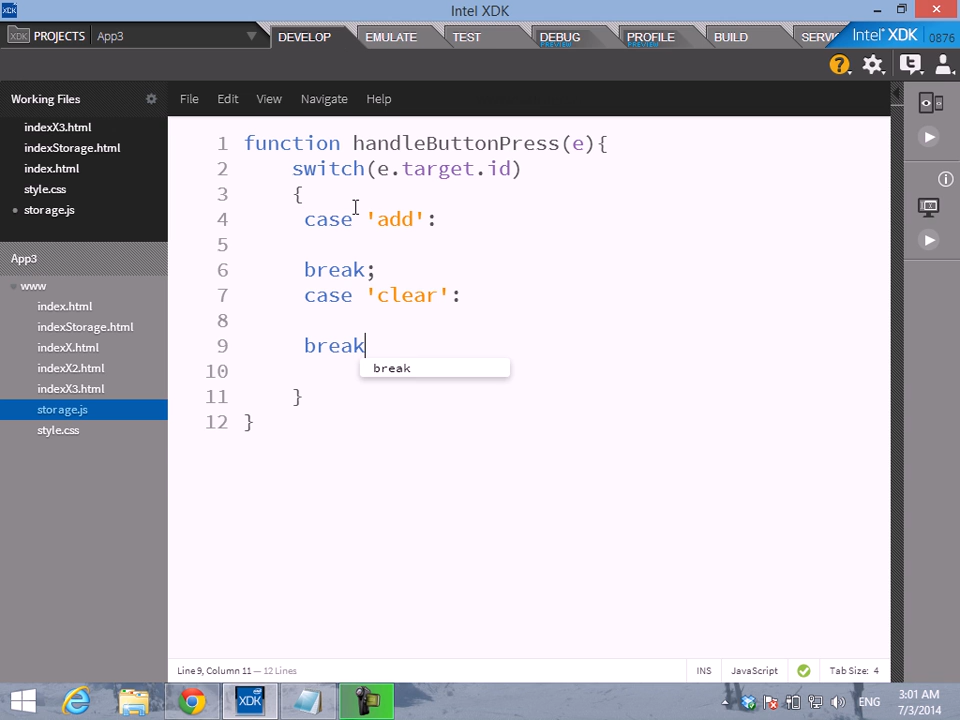 Intel XDK
PROJECTS App3 DEVELOP EMULATE TEST DEBUG PREVIEW PROFILE PREVIEW BUILD Intel XDK 0876
Working Files
File Edit View Navigate Help
indexX3.html
indexStorage.html
index.html
style.css
storage.js
App3
www
index.html
indexStorage.html
indexX.html
indexX2.html
indexX3.html
storage.js
style.css
1 function handleButtonPress(e){
2 switch(e.target.id)
3 {
4 case 'add':
5
6 break;
7 case 'clear':
8
9 break
break
10
11 }
12 }
Line 9, Column 11 — 12 Lines
INS JavaScript Tab Size: 4
XDK
ENG
3:01 AM
7/3/2014